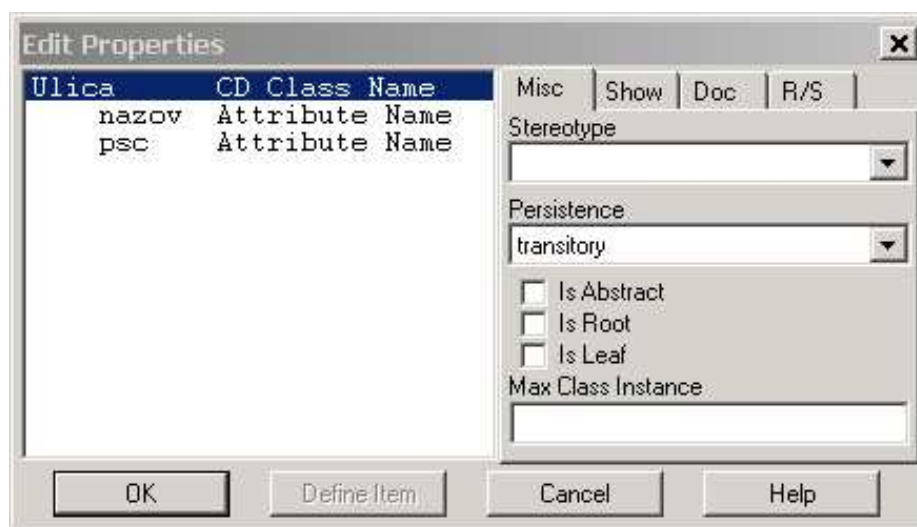 Edit Properties
Ulica CD Class Name
nazov Attribute Name
psc Attribute Name
Misc Show Doc R/S
Stereotype
Persistence
transitory
Is Abstract
Is Root
Is Leaf
Max Class Instance
OK Define Item Cancel Help